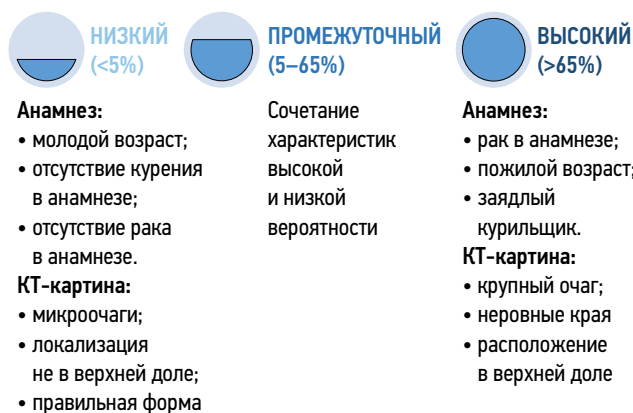 НИЗКИЙ
(<5%)
Анамнез:
• молодой возраст;
• отсутствие курения
в анамнезе;
• отсутствие рака
в анамнезе.
КТ-картина:
• микроочаги;
• локализация
не в верхней доле;
• правильная форма
ПРОМЕЖУТОЧНЫЙ
(5–65%)
Сочетание
характеристик
высокой
и низкой
вероятности
ВЫСОКИЙ
(>65%)
Анамнез:
• рак в анамнезе;
• пожилой возраст;
• заядлый
курильщик.
КТ-картина:
• крупный очаг;
• неровные края
• расположение
в верхней доле